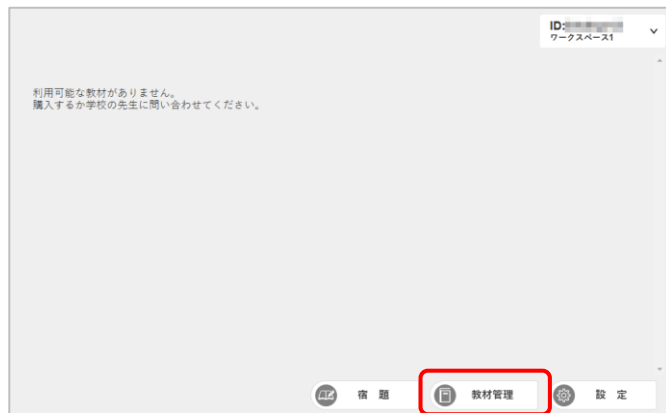 ID:
ワークスペース1
利用可能な教材がありません。
購入するか学校の先生に問い合わせてください。
宿 題
教材管理
設 定